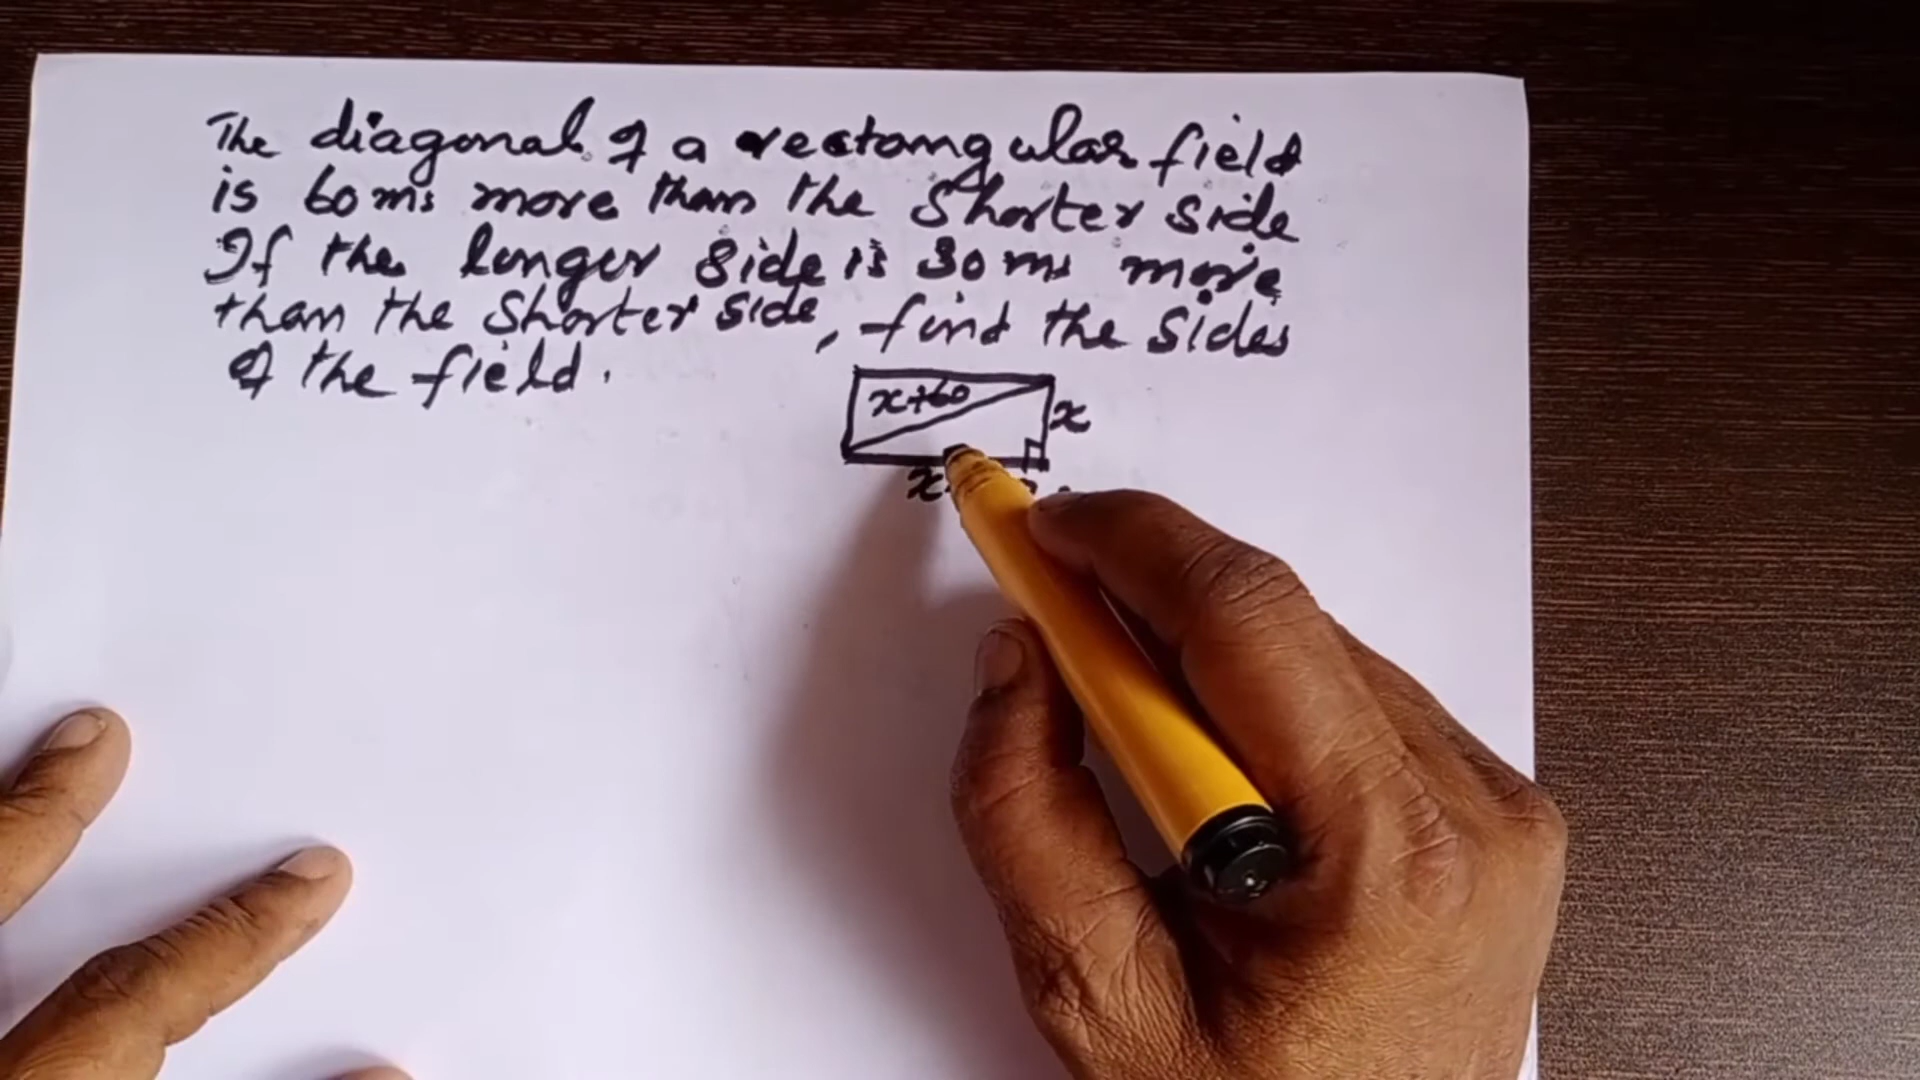 The diagonal of a rectangular field
is 60 ms more than the shorter side
If the longer side is 30 ms more
than the shorter side, find the sides
of the field.
x+60
x
x